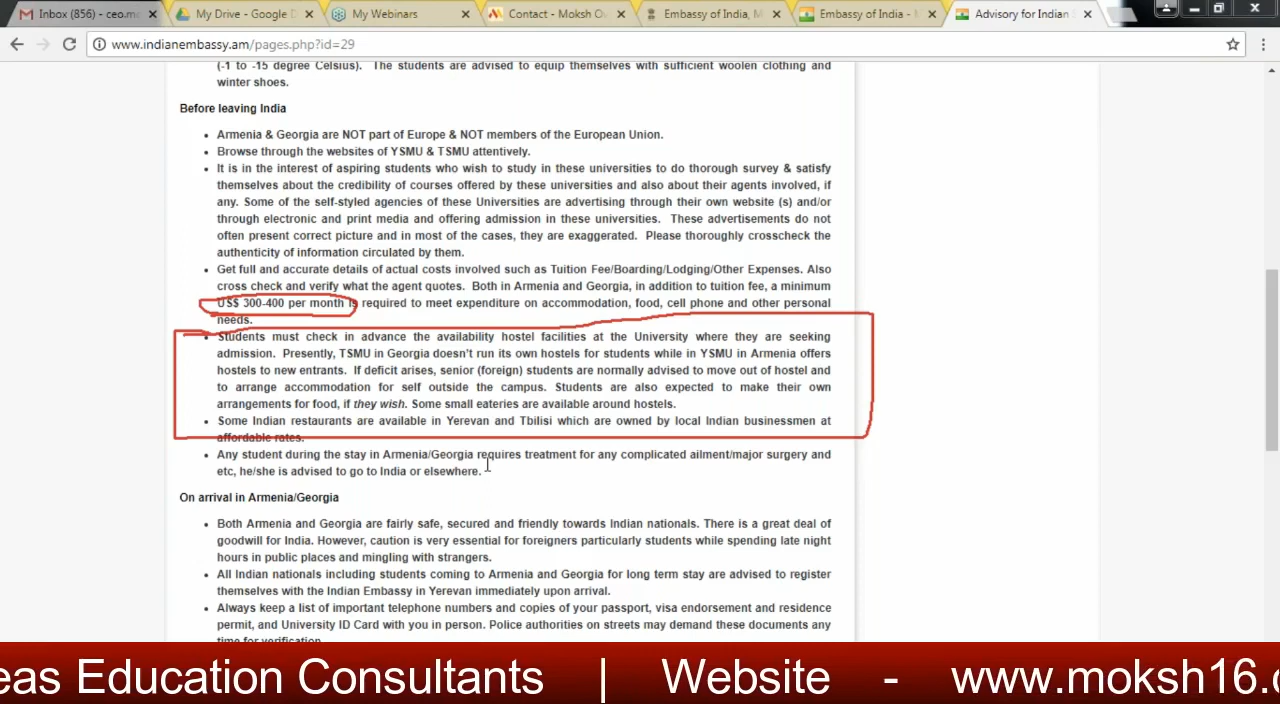 Inbox (856) - ceo.m
My Drive - Google D
My Webinars
Contact - Moksh Ov
Embassy of India, M
Embassy of India - M
Advisory for Indian S
www.indianembassy.am/pages.php?id=29
(-1 to -15 degree Celsius). The students are advised to equip themselves with sufficient woolen clothing and
winter shoes.
Before leaving India
• Armenia & Georgia are NOT part of Europe & NOT members of the European Union.
• Browse through the websites of YSMU & TSMU attentively.
• It is in the interest of aspiring students who wish to study in these universities to do thorough survey & satisfy
themselves about the credibility of courses offered by these universities and also about their agents involved, if
any. Some of the self-styled agencies of these Universities are advertising through their own website (s) and/or
through electronic and print media and offering admission in these universities. These advertisements do not
often present correct picture and in most of the cases, they are exaggerated. Please thoroughly crosscheck the
authenticity of information circulated by them.
• Get full and accurate details of actual costs involved such as Tuition Fee/Boarding/Lodging/Other Expenses. Also
cross check and verify what the agent quotes. Both in Armenia and Georgia, in addition to tuition fee, a minimum
US$ 300-400 per month is required to meet expenditure on accommodation, food, cell phone and other personal
needs.
• Students must check in advance the availability hostel facilities at the University where they are seeking
admission. Presently, TSMU in Georgia doesn't run its own hostels for students while in YSMU in Armenia offers
hostels to new entrants. If deficit arises, senior (foreign) students are normally advised to move out of hostel and
to arrange accommodation for self outside the campus. Students are also expected to make their own
arrangements for food, if they wish. Some small eateries are available around hostels.
• Some Indian restaurants are available in Yerevan and Tbilisi which are owned by local Indian businessmen at
affordable rates.
• Any student during the stay in Armenia/Georgia requires treatment for any complicated ailment/major surgery and
etc, he/she is advised to go to India or elsewhere.
On arrival in Armenia/Georgia
• Both Armenia and Georgia are fairly safe, secured and friendly towards Indian nationals. There is a great deal of
goodwill for India. However, caution is very essential for foreigners particularly students while spending late night
hours in public places and mingling with strangers.
• All Indian nationals including students coming to Armenia and Georgia for long term stay are advised to register
themselves with the Indian Embassy in Yerevan immediately upon arrival.
• Always keep a list of important telephone numbers and copies of your passport, visa endorsement and residence
permit, and University ID Card with you in person. Police authorities on streets may demand these documents any
time for verification.
eas Education Consultants | Website - www.moksh16.c